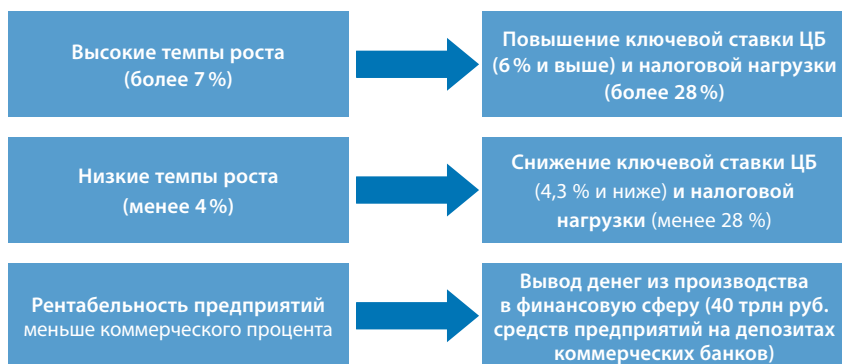 Высокие темпы роста
(более 7 %)
Повышение ключевой ставки ЦБ
(6 % и выше) и налоговой нагрузки
(более 28 %)
Низкие темпы роста
(менее 4 %)
Снижение ключевой ставки ЦБ
(4,3 % и ниже) и налоговой
нагрузки (менее 28 %)
Рентабельность предприятий
меньше коммерческого процента
Вывод денег из производства
в финансовую сферу (40 трлн руб.
средств предприятий на депозитах
коммерческих банков)